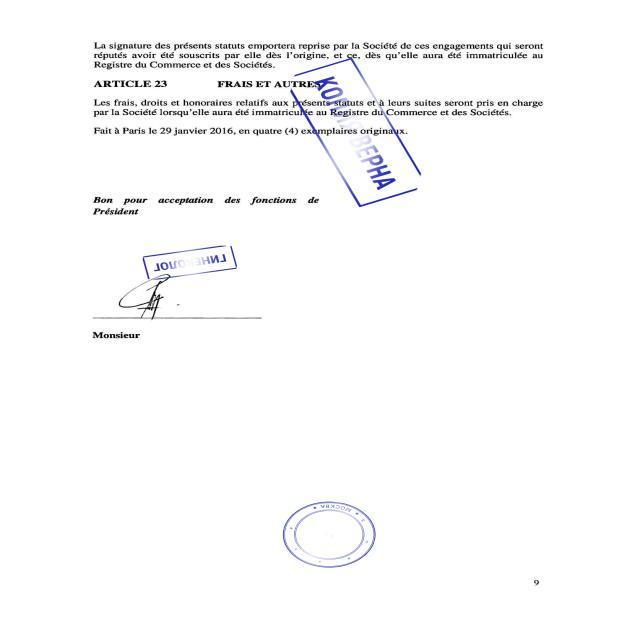 La signature des présents statuts emportera reprise par la Société de ces engagements qui seront
réputés avoir été souscrits par elle dès l'origine, et ce, dès qu'elle aura été immatriculée au
Registre du Commerce et des Sociétés.
ARTICLE 23 FRAIS ET AUTRES
Les frais, droits et honoraires relatifs aux présents statuts et à leurs suites seront pris en charge
par la Société lorsqu'elle aura été immatriculée au Registre du Commerce et des Sociétés.
КОПИЯ ВЕРНА
Fait à Paris le 29 janvier 2016, en quatre (4) exemplaires originaux.
Bon pour acceptation des fonctions de
Président
ГИНЕКОЛОГ
Monsieur
МОСКВА
9